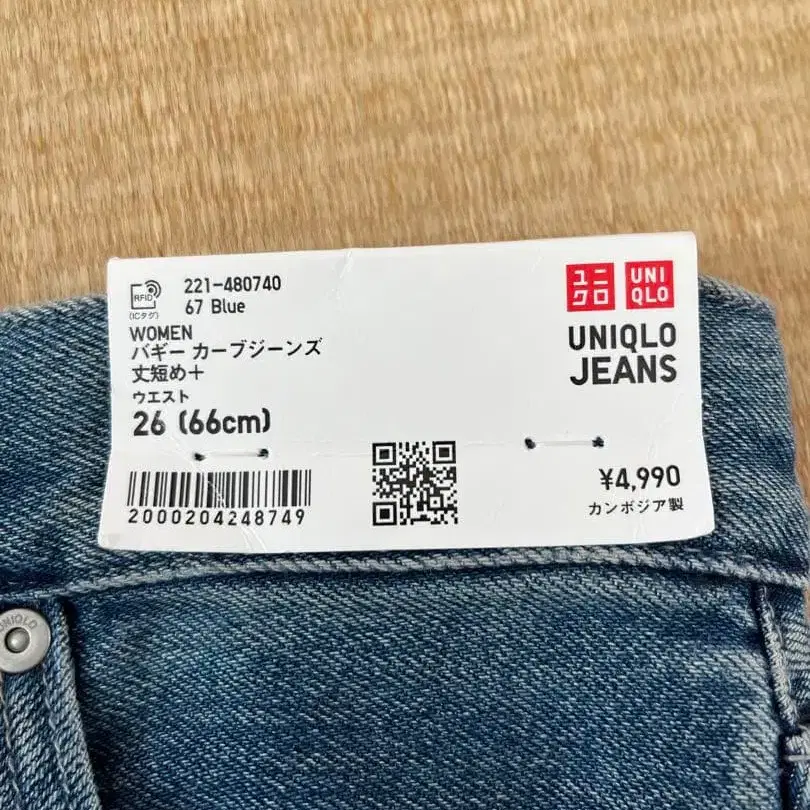 RFID
(ICタグ)
221-480740
67 Blue
WOMEN
バギー カーブジーンズ
丈短め+
ウエスト
26 (66cm)
2000204248749
ユニ
クロ
UNI
QLO
UNIQLO
JEANS
¥4,990
カンボジア製
UNIQLO